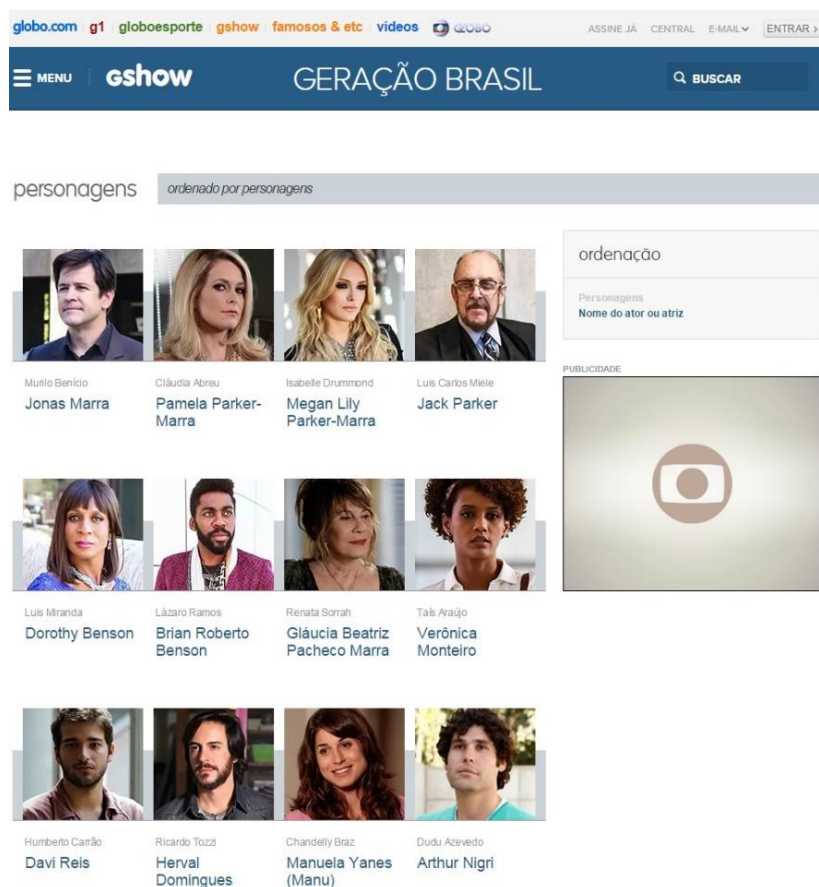 globo.com g1 globoesporte gshow famosos & etc vídeos GLOBO ASSINE JÁ CENTRAL E-MAIL ENTRAR ›
MENU gshow GERAÇÃO BRASIL BUSCAR
personagens ordenado por personagens
ordenação
Personagens
Nome do ator ou atriz
PUBLICIDADE
Murilo Benício
Jonas Marra
Cláudia Abreu
Pamela Parker-
Marra
Isabelle Drummond
Megan Lily
Parker-Marra
Luis Carlos Miele
Jack Parker
Luis Miranda
Dorothy Benson
Lázaro Ramos
Brian Roberto
Benson
Renata Sorrah
Gláucia Beatriz
Pacheco Marra
Taís Araújo
Verônica
Monteiro
Humberto Carrão
Davi Reis
Ricardo Tozzi
Herval
Domingues
Chandelly Braz
Manuela Yanes
(Manu)
Dudu Azevedo
Arthur Nigri